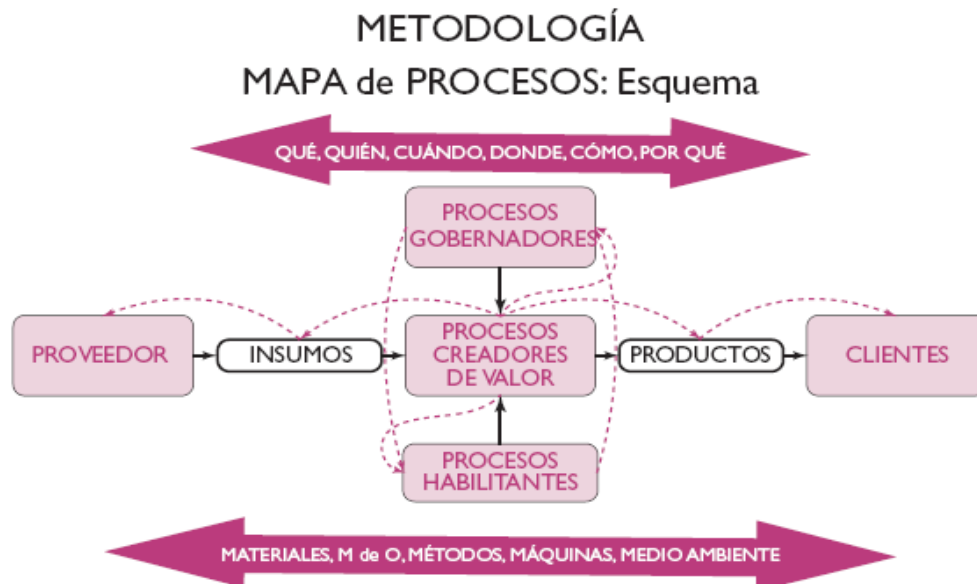 METODOLOGÍA
MAPA de PROCESOS: Esquema
QUÉ, QUIÉN, CUÁNDO, DONDE, CÓMO, POR QUÉ
PROCESOS
GOBERNADORES
PROVEEDOR
INSUMOS
PROCESOS
CREADORES
DE VALOR
PRODUCTOS
CLIENTES
PROCESOS
HABILITANTES
MATERIALES, M de O, MÉTODOS, MÁQUINAS, MEDIO AMBIENTE